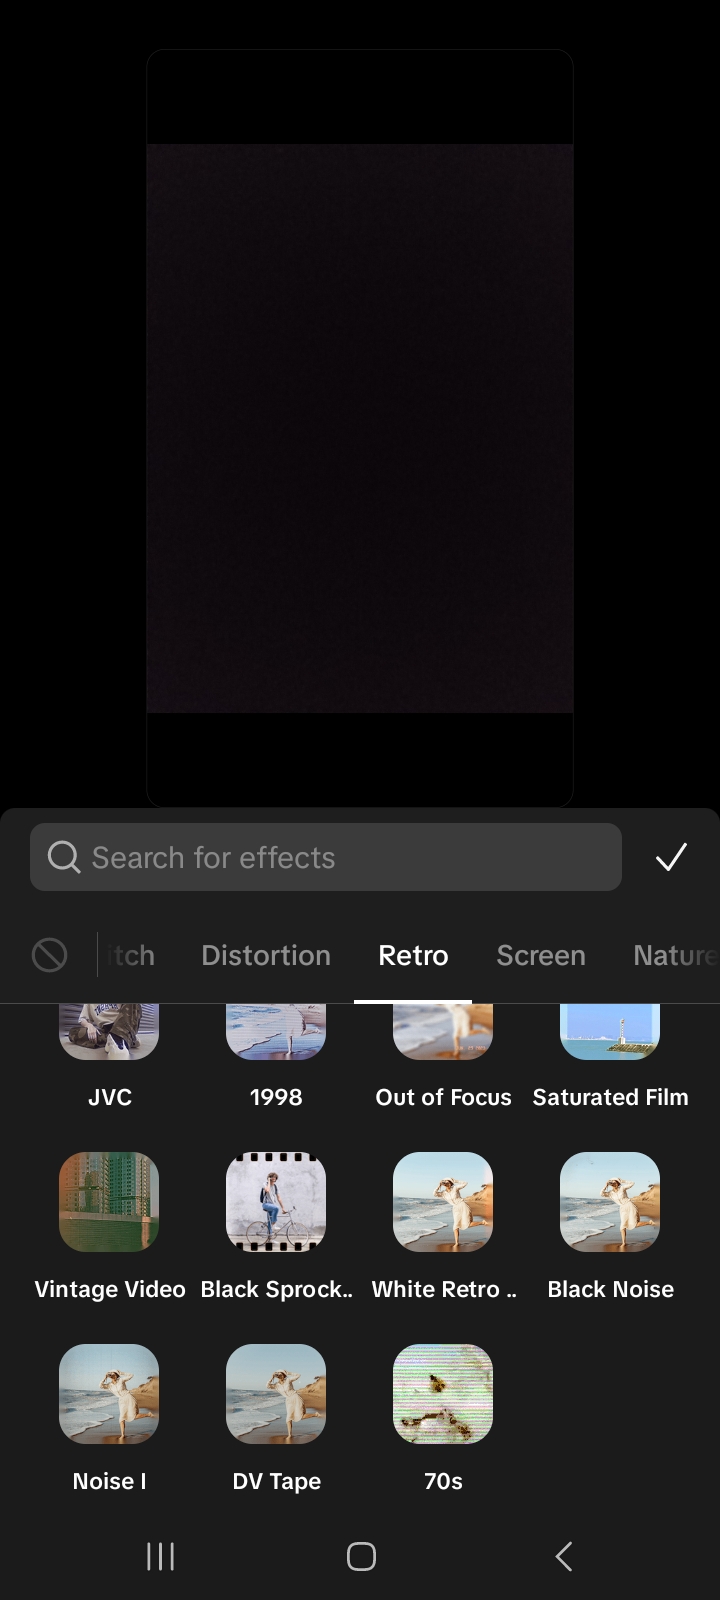 Search for effects
itch
Distortion
Retro
Screen
Nature
JVC
1998
Out of Focus
Saturated Film
Vintage Video
Black Sprock..
White Retro ..
Black Noise
Noise I
DV Tape
70s